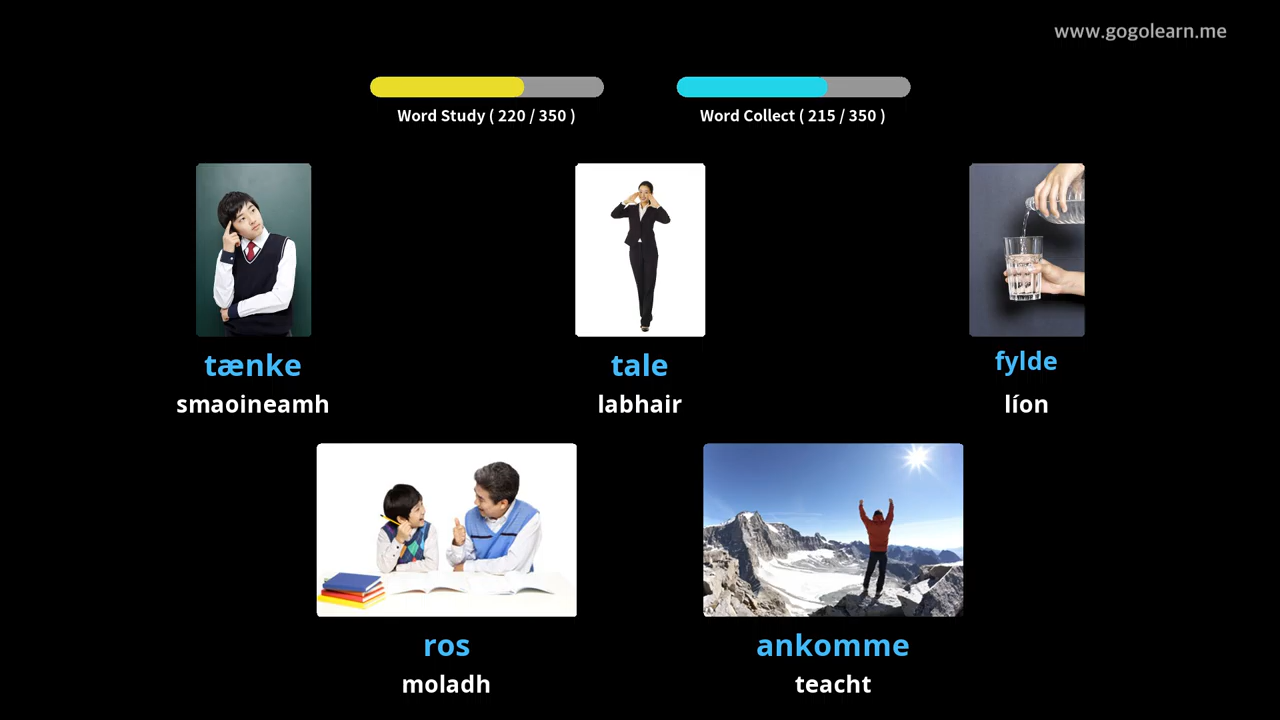 www.gogolearn.me
Word Study ( 220 / 350 )
Word Collect ( 215 / 350 )
tænke
smaoineamh
tale
labhair
fylde
líon
ros
moladh
ankomme
teacht